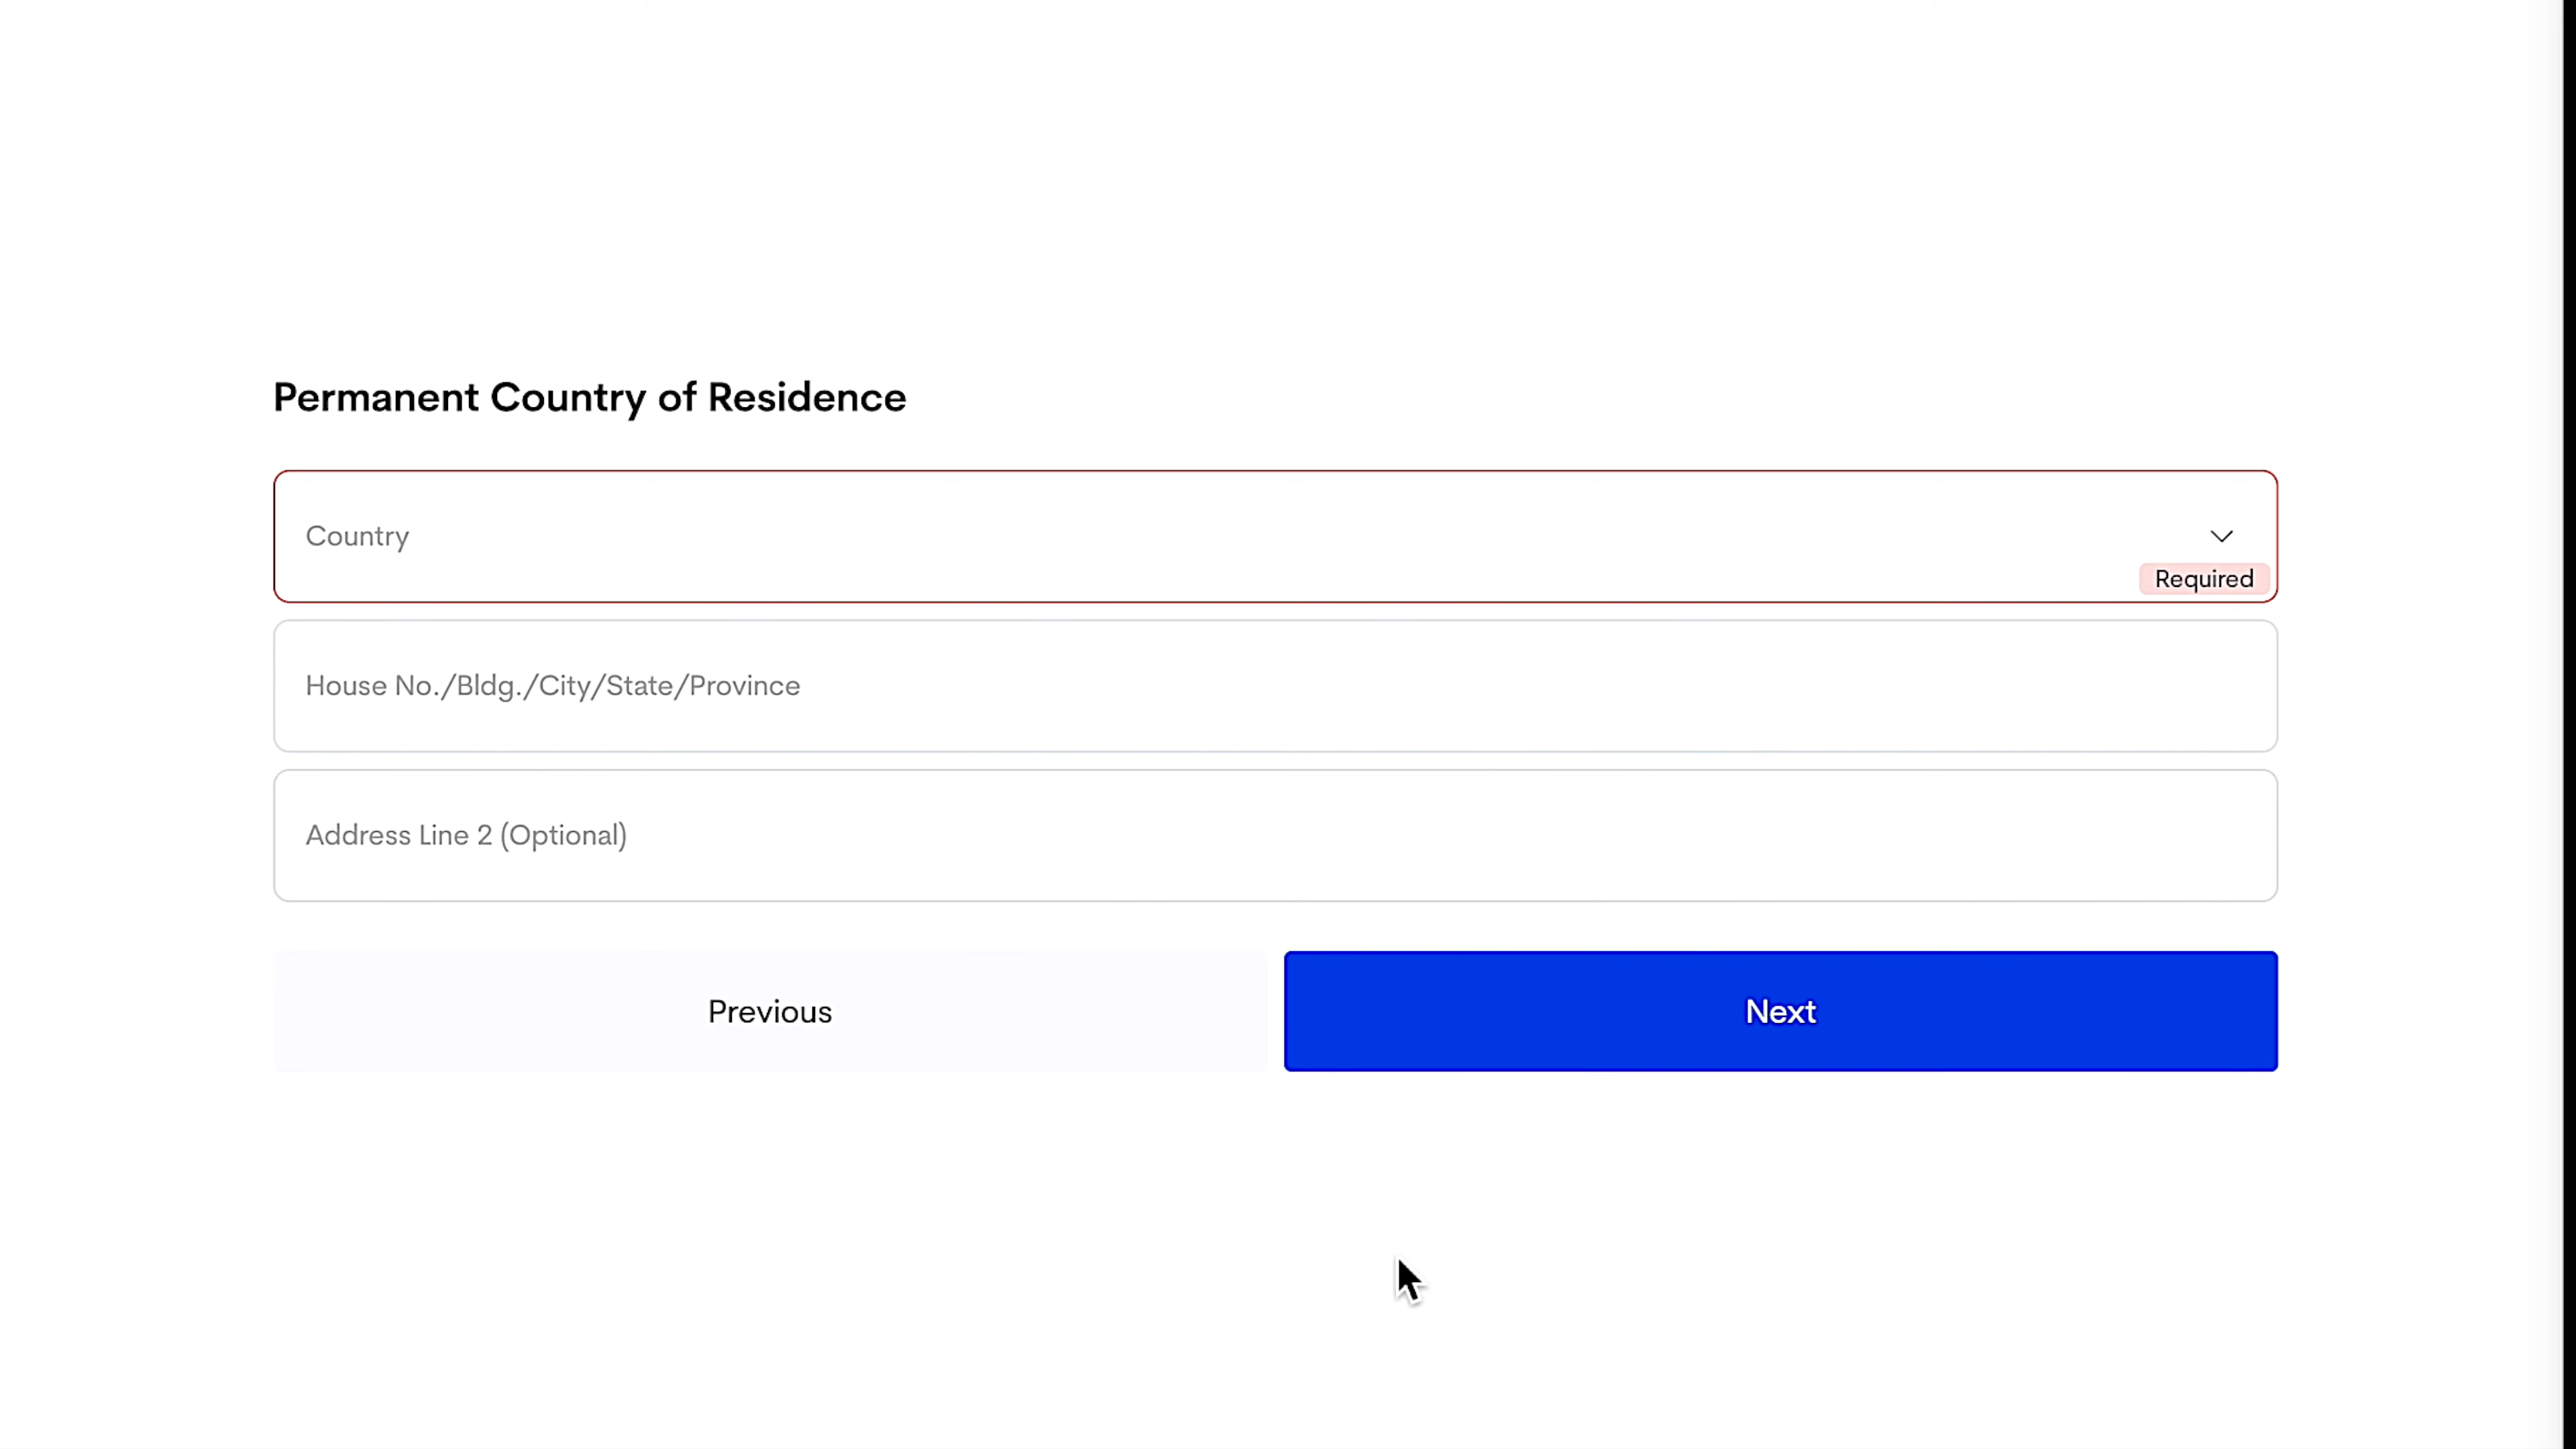 Permanent Country of Residence
Country
Required
House No./Bldg./City/State/Province
Address Line 2 (Optional)
Previous
Next